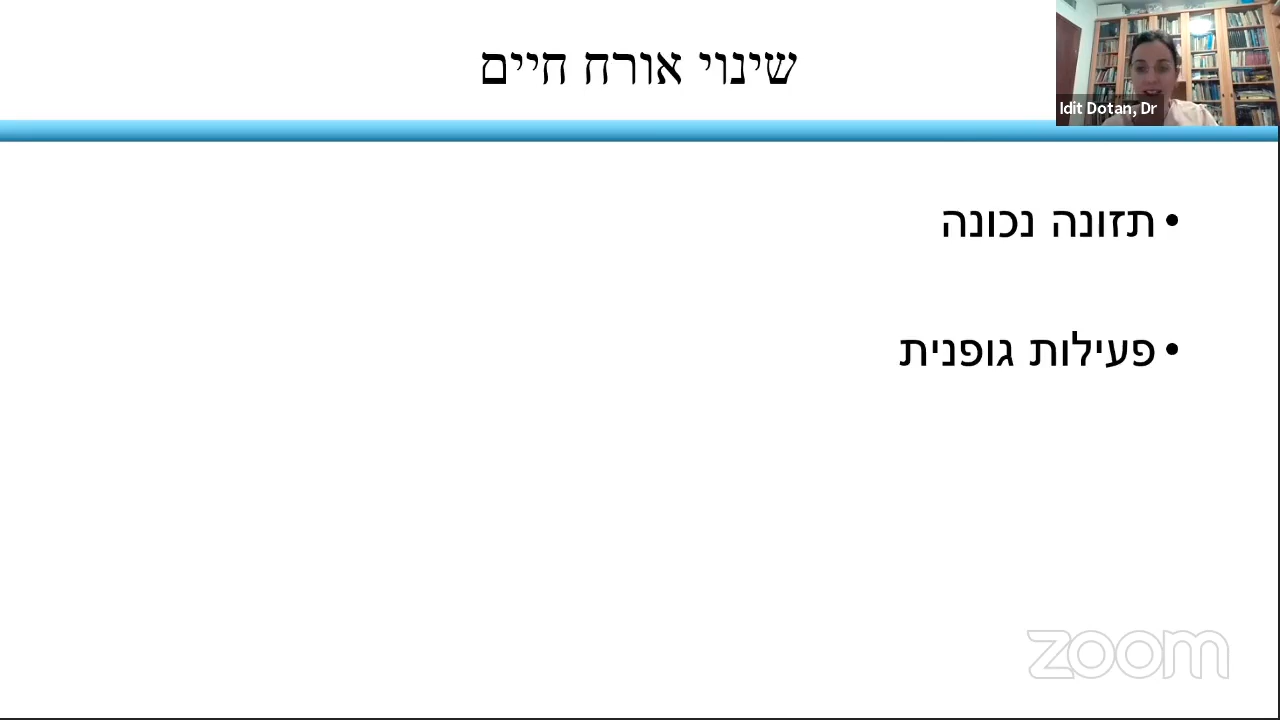 שינוי אורח חיים
Idit Dotan, Dr
• תזונה נכונה
• פעילות גופנית
zoom